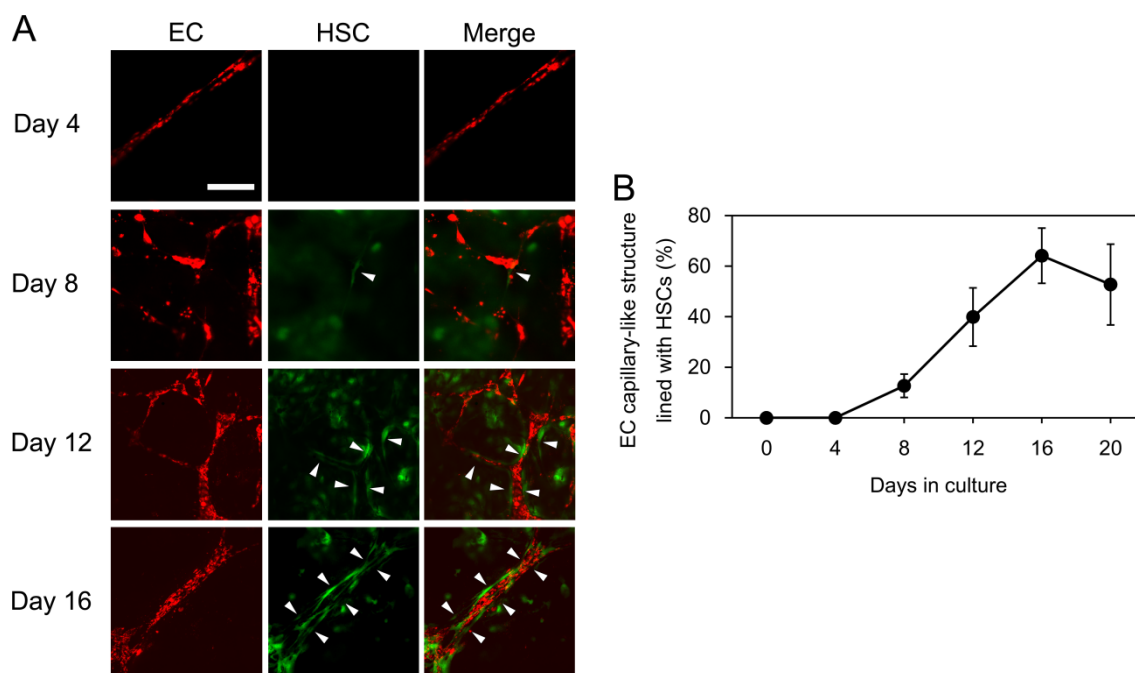 A
EC HSC Merge
Day 4
Day 8
Day 12
Day 16
B
EC capillary-like structure
lined with HSCs (%)
80
60
40
20
0
0 4 8 12 16 20
Days in culture